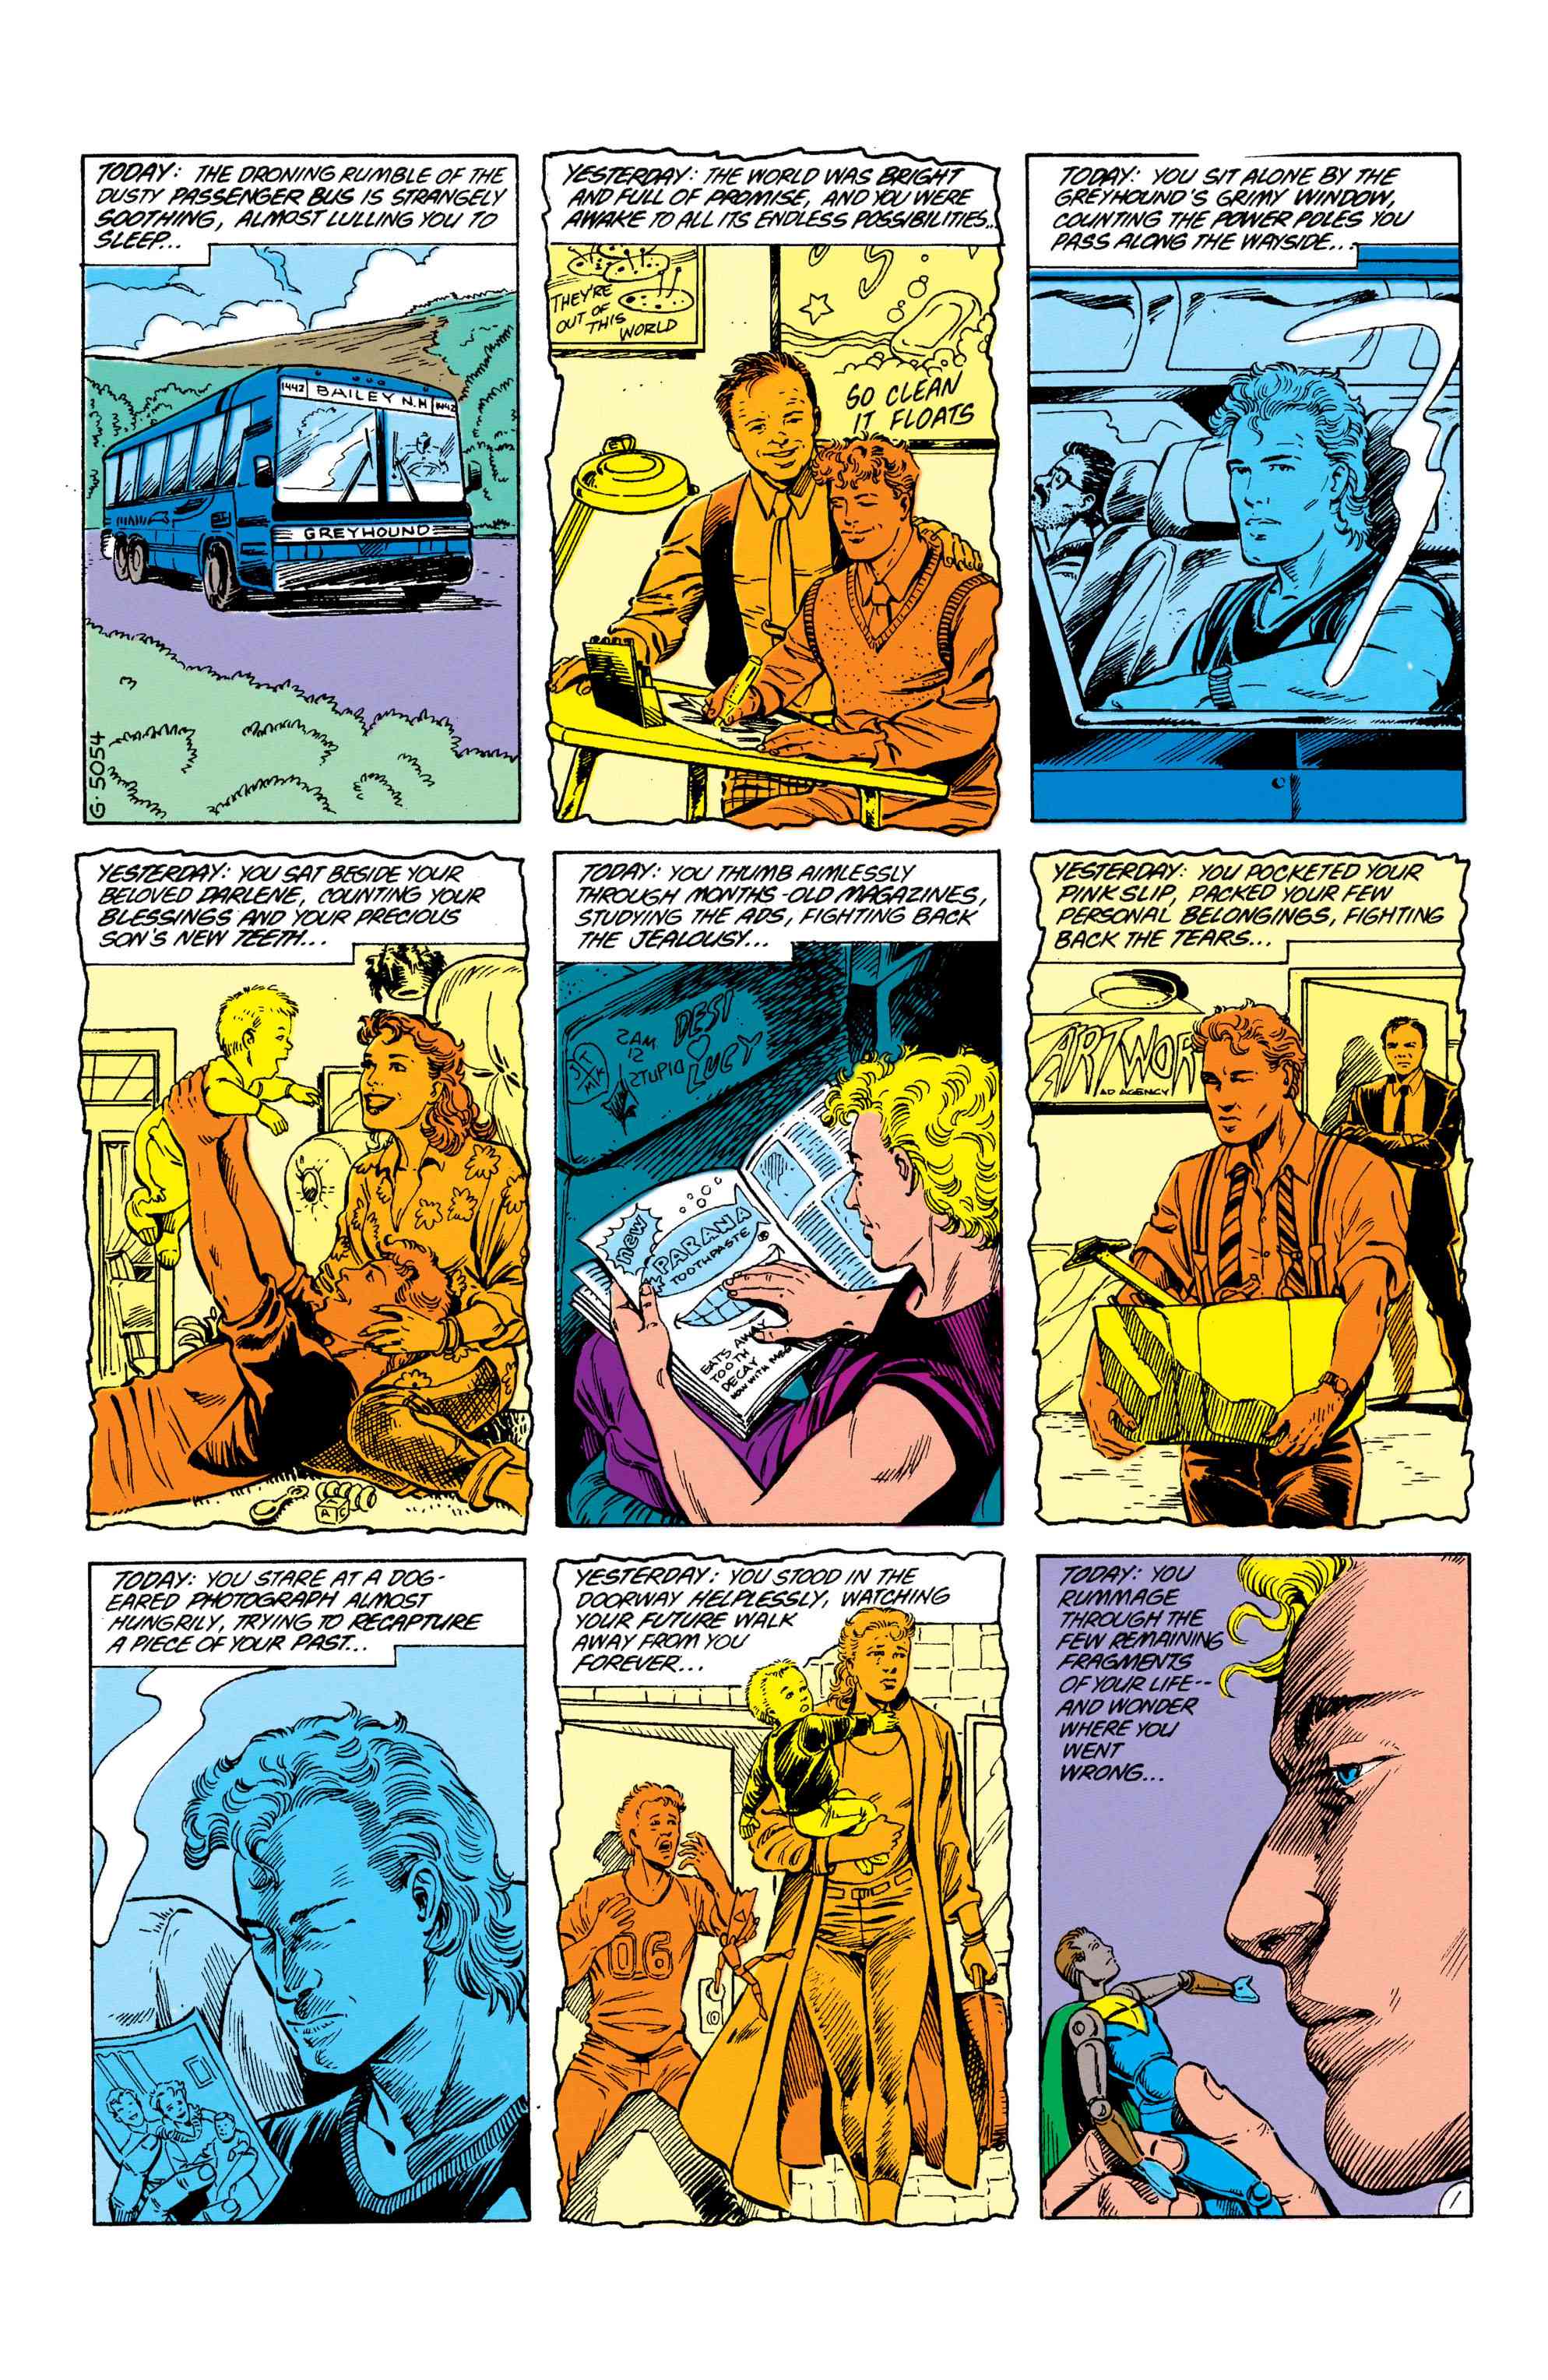 TODAY: THE DRONING RUMBLE OF THE
DUSTY PASSENGER BUS IS STRANGELY
SOOTHING, ALMOST LULLING YOU TO
SLEEP...
1442
BAILEY N.H
1442
GREYHOUND
G-5054
YESTERDAY: THE WORLD WAS BRIGHT
AND FULL OF PROMISE, AND YOU WERE
AWAKE TO ALL ITS ENDLESS POSSIBILITIES...
THEY'RE
OUT OF
THIS
WORLD
SO CLEAN
IT FLOATS
TODAY: YOU SIT ALONE BY THE
GREYHOUND'S GRIMY WINDOW,
COUNTING THE POWER POLES YOU
PASS ALONG THE WAYSIDE...
YESTERDAY: YOU SAT BESIDE YOUR
BELOVED DARLENE, COUNTING YOUR
BLESSINGS AND YOUR PRECIOUS
SON'S NEW TEETH...
A C
TODAY: YOU THUMB AIMLESSLY
THROUGH MONTHS-OLD MAGAZINES,
STUDYING THE ADS, FIGHTING BACK
THE JEALOUSY...
SAM
IS
STUPID
DESI
LUCY
new
PARANA
TOOTHPASTE
EATS AWAY
TOOTH
DECAY
NOW WITH
YESTERDAY: YOU POCKETED YOUR
PINK SLIP, PACKED YOUR FEW
PERSONAL BELONGINGS, FIGHTING
BACK THE TEARS...
ARTWOR
AD AGENCY
TODAY: YOU STARE AT A DOG-
EARED PHOTOGRAPH ALMOST
HUNGRILY, TRYING TO RECAPTURE
A PIECE OF YOUR PAST...
YESTERDAY: YOU STOOD IN THE
DOORWAY HELPLESSLY, WATCHING
YOUR FUTURE WALK
AWAY FROM YOU
FOREVER...
06
TODAY: YOU
RUMMAGE
THROUGH THE
FEW REMAINING
FRAGMENTS
OF YOUR LIFE--
AND WONDER
WHERE YOU
WENT
WRONG...
1